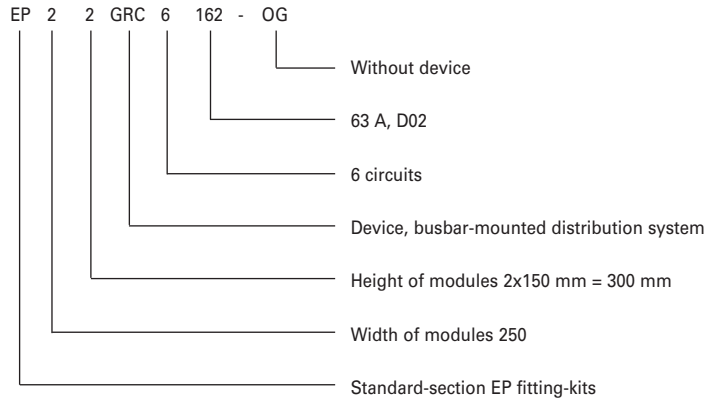 EP 2 2 GRC 6 162 - OG
Without device
63 A, D02
6 circuits
Device, busbar-mounted distribution system
Height of modules 2x150 mm = 300 mm
Width of modules 250
Standard-section EP fitting-kits